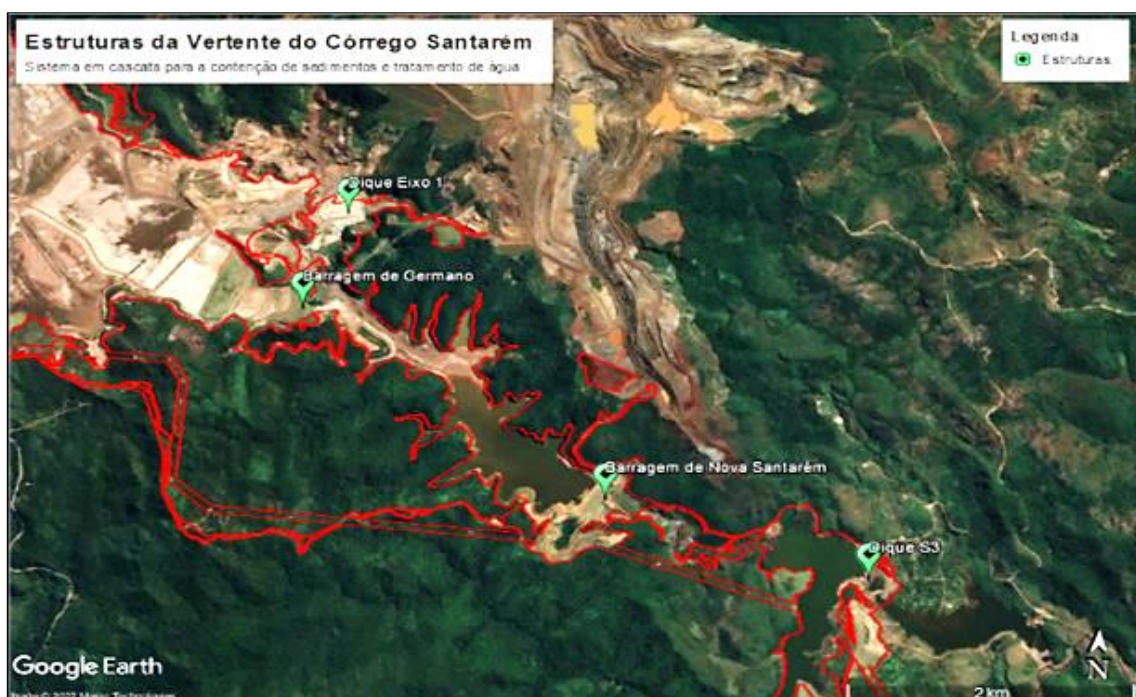 Estruturas da Vertente do Córrego Santarém
Sistema em cascata para a contenção de sedimentos e tratamento de água
Legenda
Estruturas
Dique Eixo 1
Barragem de Germano
Barragem de Nova Santarém
Dique S3
Google Earth
N
2 km